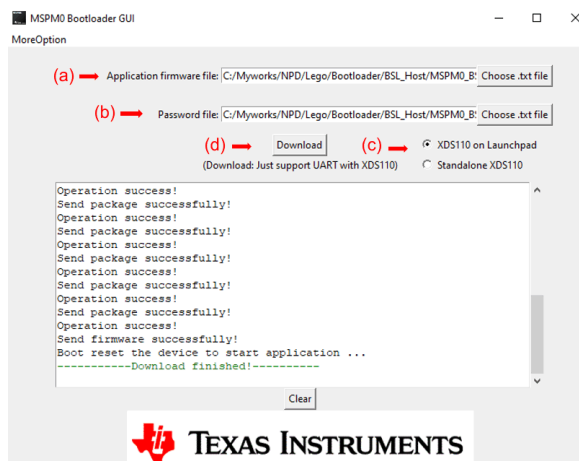 MSPM0 Bootloader GUI
MoreOption
(a) Application firmware file: C:/Myworks/NPD/Lego/Bootloader/BSL_Host/MSPM0_B Choose .txt file
(b) Password file: C:/Myworks/NPD/Lego/Bootloader/BSL_Host/MSPM0_B Choose .txt file
(d) Download (c) XDS110 on Launchpad
(Download: Just support UART with XDS110) Standalone XDS110
Operation success!
Send package successfully!
Operation success!
Send package successfully!
Operation success!
Send package successfully!
Operation success!
Send package successfully!
Operation success!
Send package successfully!
Operation success!
Send firmware successfully!
Boot reset the device to start application ...
-----------Download finished!----------
Clear
TEXAS INSTRUMENTS